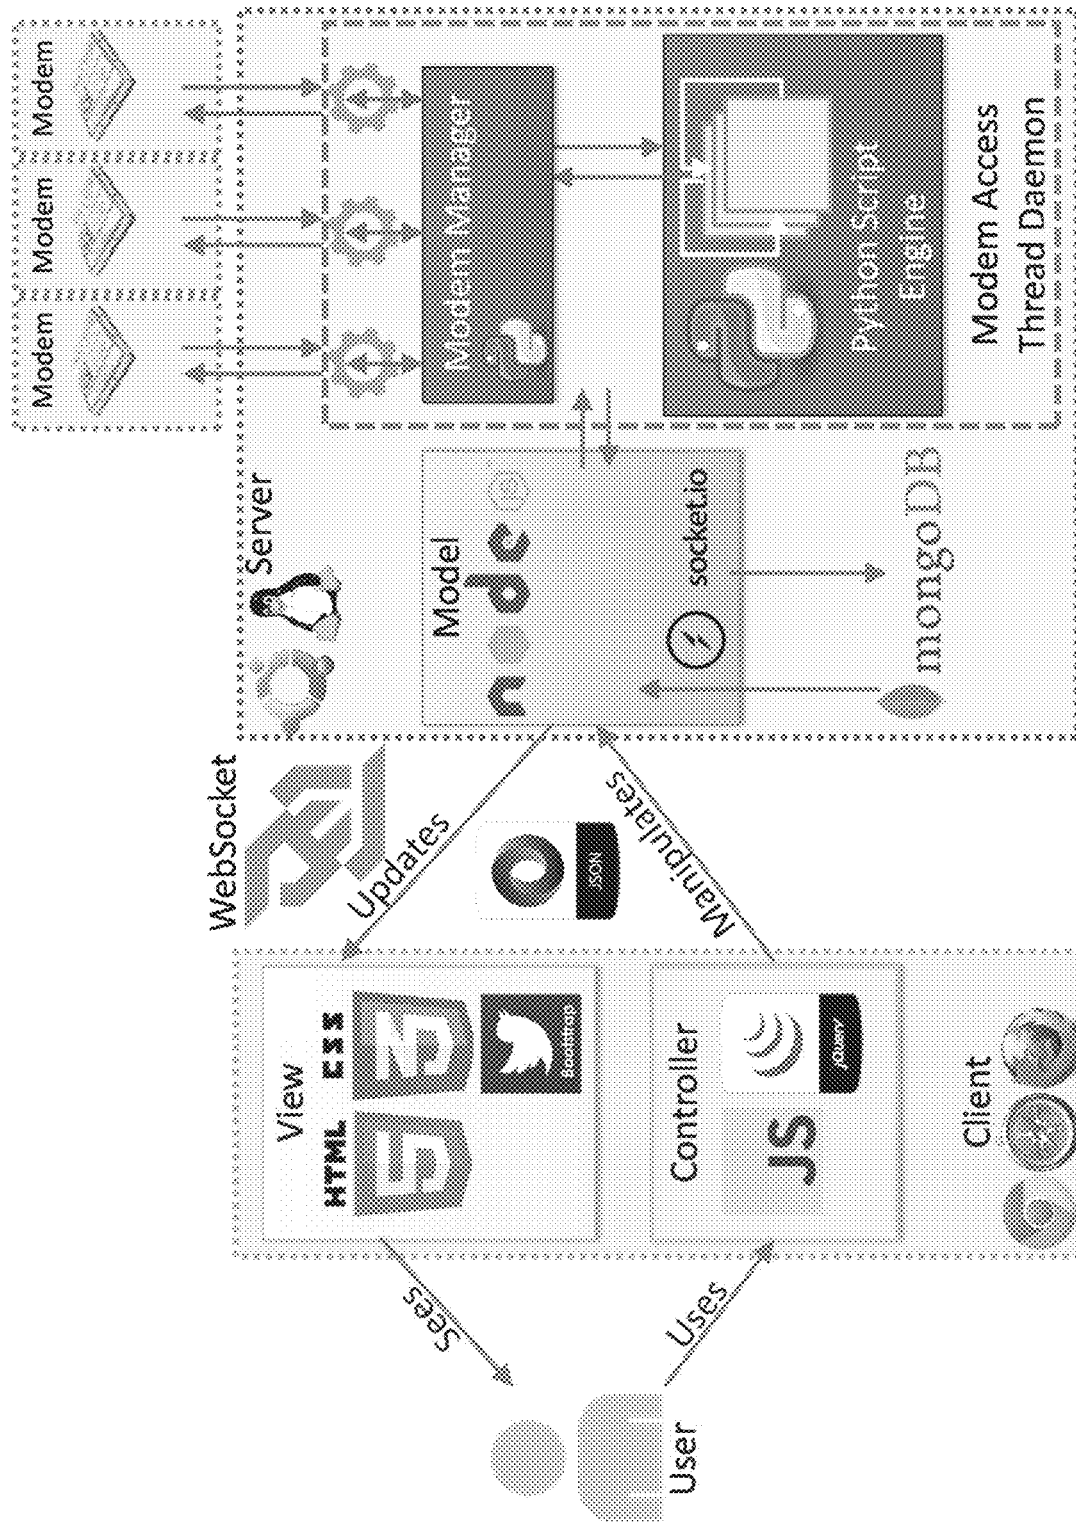 User
Sees
Uses
View
HTML CSS
Bootstrap
Controller
JS
jQUERY
Client
WebSocket
Updates
JSON
Manipulates
Server
Model
node
socket.io
mongoDB
Modem
Modem
Modem
Modem Manager
Python Script
Engine
Modem Access
Thread Daemon